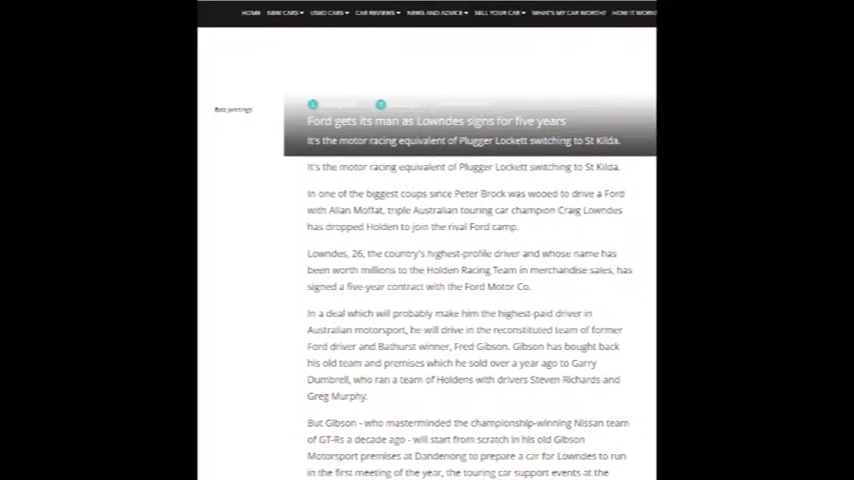 HOME NEW CARS USED CARS CAR REVIEWS NEWS AND ADVICE SELL YOUR CAR WHAT'S MY CAR WORTH? HOW IT WORKS
Bob Jennings
Ford gets its man as Lowndes signs for five years
It's the motor racing equivalent of Plugger Lockett switching to St Kilda.
It's the motor racing equivalent of Plugger Lockett switching to St Kilda.
In one of the biggest coups since Peter Brock was wooed to drive a Ford
with Allan Moffat, triple Australian touring car champion Craig Lowndes
has dropped Holden to join the rival Ford camp.
Lowndes, 26, the country's highest-profile driver and whose name has
been worth millions to the Holden Racing Team in merchandise sales, has
signed a five-year contract with the Ford Motor Co.
In a deal which will probably make him the highest-paid driver in
Australian motorsport, he will drive in the reconstituted team of former
Ford driver and Bathurst winner, Fred Gibson. Gibson has bought back
his old team and premises which he sold over a year ago to Garry
Dumbrell, who ran a team of Holdens with drivers Steven Richards and
Greg Murphy.
But Gibson - who masterminded the championship-winning Nissan team
of GT-Rs a decade ago - will start from scratch in his old Gibson
Motorsport premises at Dandenong to prepare a car for Lowndes to run
in the first meeting of the year, the touring car support events at the